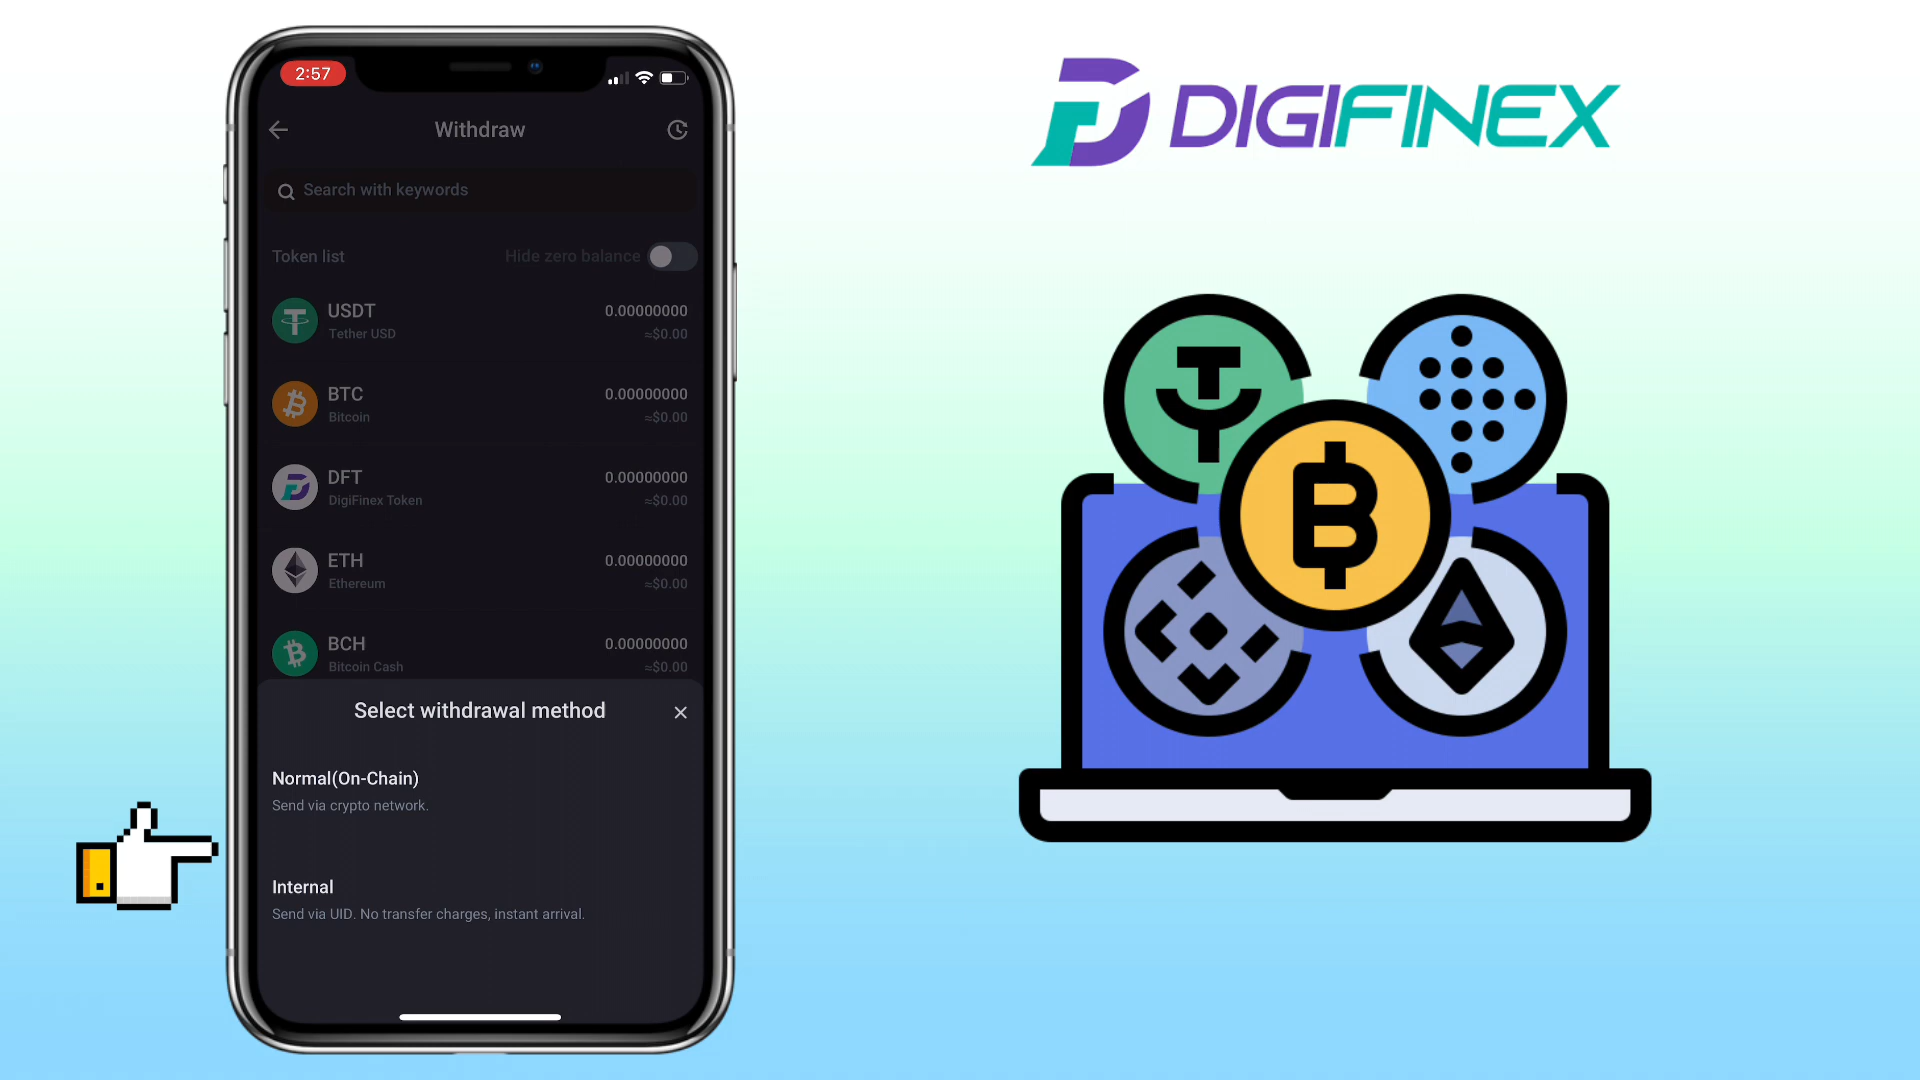 2:57
Withdraw
Search with keywords
Token list
Hide zero balance
USDT
0.00000000
Tether USD
≈$0.00
BTC
0.00000000
Bitcoin
≈$0.00
DFT
0.00000000
DigiFinex Token
≈$0.00
ETH
0.00000000
Ethereum
≈$0.00
BCH
0.00000000
Bitcoin Cash
≈$0.00
Select withdrawal method
Normal(On-Chain)
Send via crypto network.
Internal
Send via UID. No transfer charges, instant arrival.
DIGIFINEX